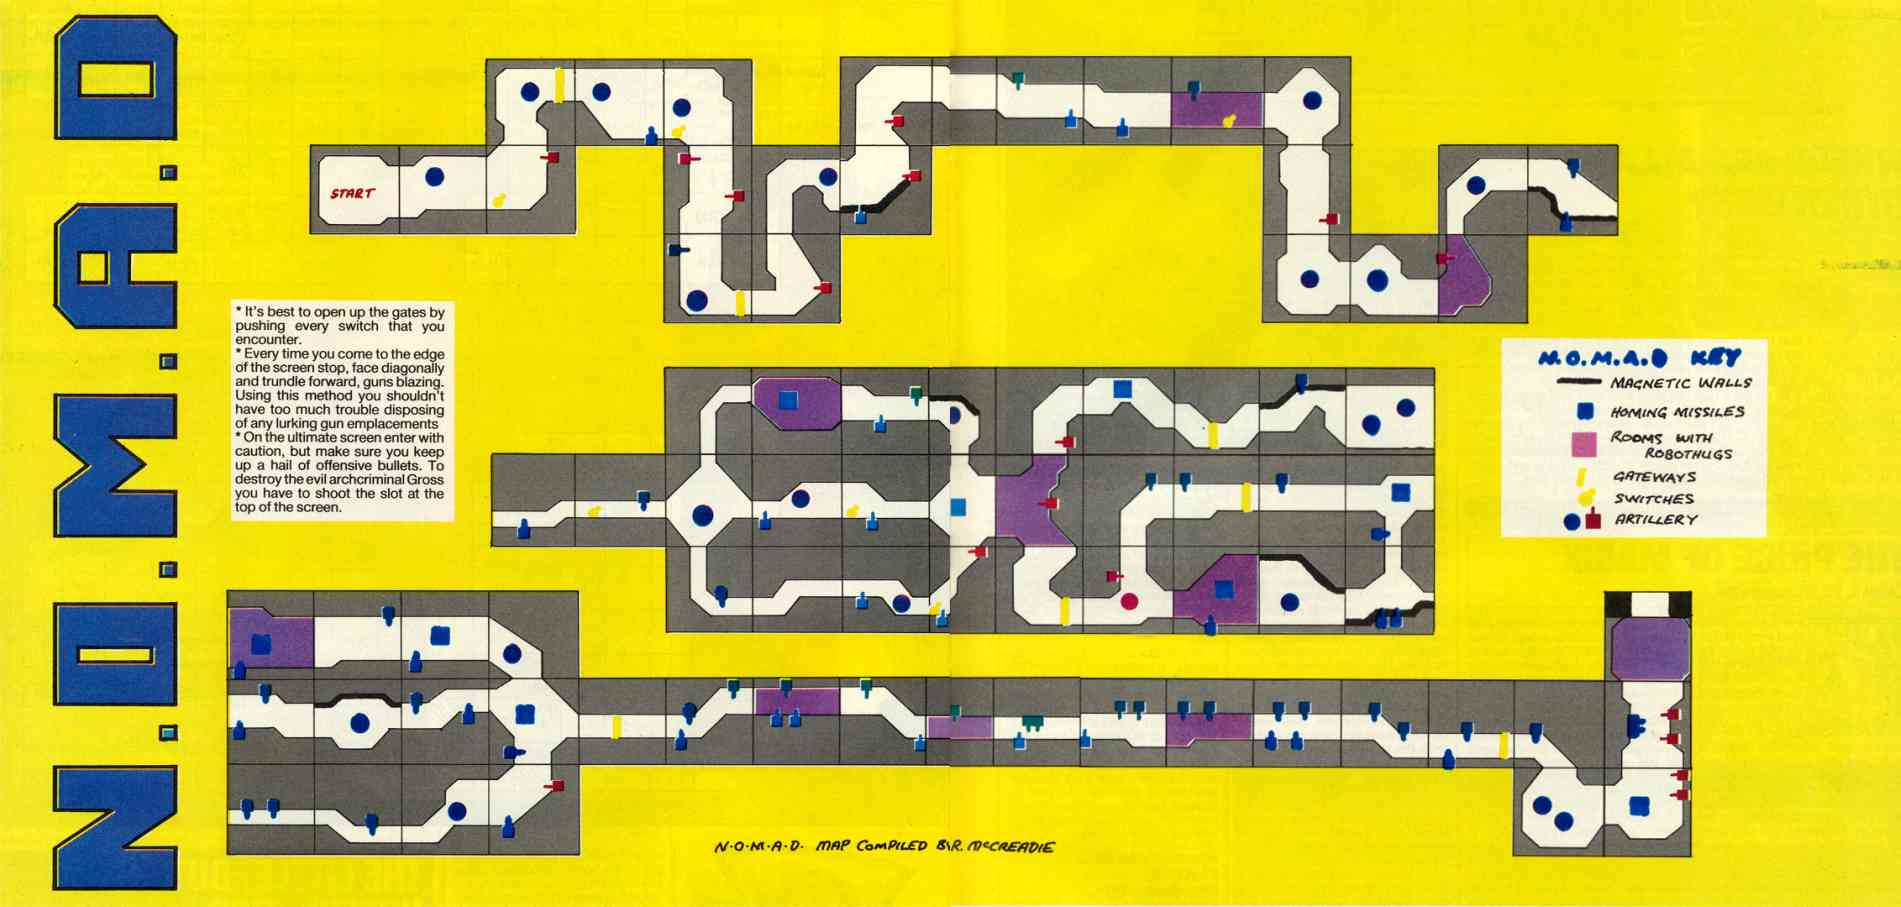 N.O.M.A.D
START
* It's best to open up the gates by
pushing every switch that you
encounter.
* Every time you come to the edge
of the screen stop, face diagonally
and trundle forward, guns blazing.
Using this method you shouldn't
have too much trouble disposing
of any lurking gun emplacements
* On the ultimate screen enter with
caution, but make sure you keep
up a hail of offensive bullets. To
destroy the evil archcriminal Gross
you have to shoot the slot at the
top of the screen.
N.O.M.A.D KEY
MAGNETIC WALLS
HOMING MISSILES
ROOMS WITH
ROBOTHUGS
GATEWAYS
SWITCHES
ARTILLERY
N.O.M.A.D. MAP COMPILED R. McCREADIE